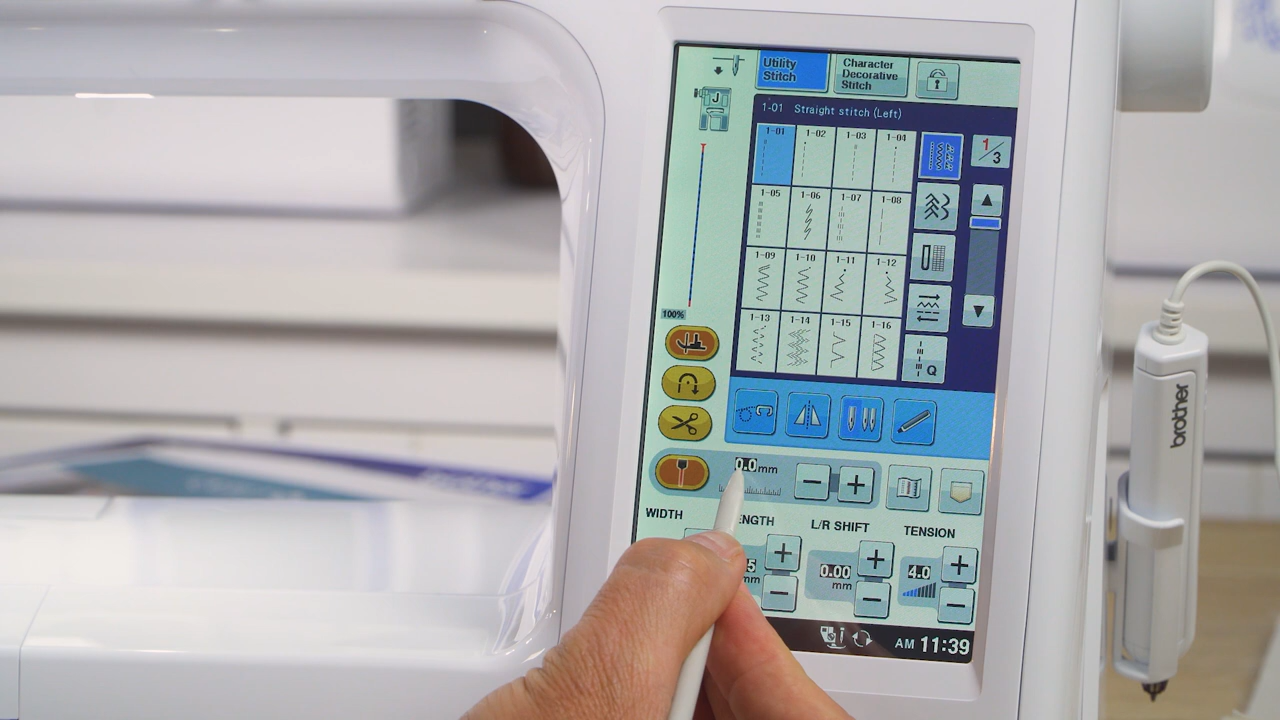 Utility
Stitch
Character
Decorative
Stitch
J
1-01 Straight stitch (Left)
1-01 1-02 1-03 1-04
1/3
1-05 1-06 1-07 1-08
1-09 1-10 1-11 1-12
1-13 1-14 1-15 1-16
Q
100%
0.0mm
WIDTH ENGTH L/R SHIFT TENSION
5 0.00 4.0
mm mm
AM 11:39
brother